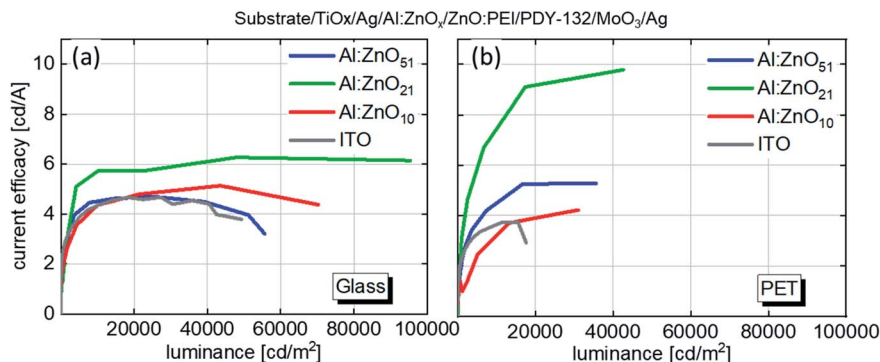 Substrate/TiOx/Ag/Al:ZnOₓ/ZnO:PEI/PDY-132/MoO₃/Ag
(a)
Al:ZnO₅₁
Al:ZnO₂₁
Al:ZnO₁₀
ITO
Glass
current efficacy [cd/A]
10
8
6
4
2
0
20000 40000 60000 80000 100000
luminance [cd/m²]
(b)
Al:ZnO₅₁
Al:ZnO₂₁
Al:ZnO₁₀
ITO
PET
0 20000 40000 60000 80000 100000
luminance [cd/m²]